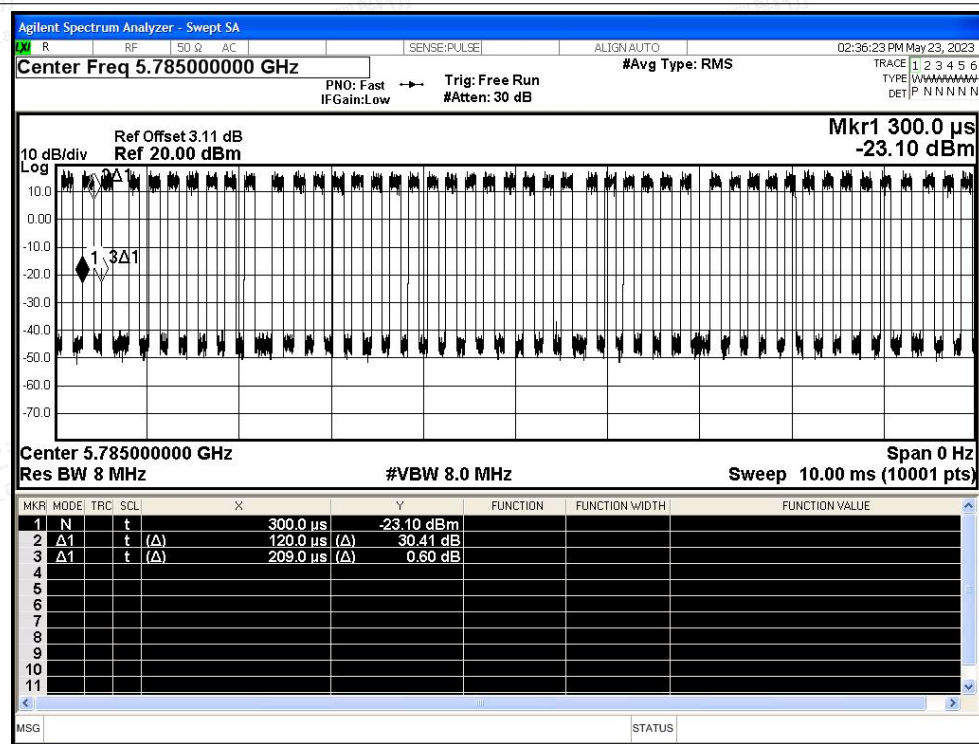 Agilent Spectrum Analyzer - Swept SA
LXI R RF 50 Ω AC SENSE:PULSE ALIGN AUTO 02:36:23 PM May 23, 2023
Center Freq 5.785000000 GHz #Avg Type: RMS TRACE 1 2 3 4 5 6
PNO: Fast Trig: Free Run TYPE WWWWWW
IFGain:Low #Atten: 30 dB DET P N N N N N
Ref Offset 3.11 dB Mkr1 300.0 µs
10 dB/div Ref 20.00 dBm -23.10 dBm
Log
2Δ1
10.0
0.00
-10.0
1 3Δ1
-20.0
-30.0
-40.0
-50.0
-60.0
-70.0
Center 5.785000000 GHz Span 0 Hz
Res BW 8 MHz #VBW 8.0 MHz Sweep 10.00 ms (10001 pts)
MKR MODE TRC SCL X Y FUNCTION FUNCTION WIDTH FUNCTION VALUE
1 N t 300.0 µs -23.10 dBm
2 Δ1 t (Δ) 120.0 µs (Δ) 30.41 dB
3 Δ1 t (Δ) 209.0 µs (Δ) 0.60 dB
4
5
6
7
8
9
10
11
MSG STATUS